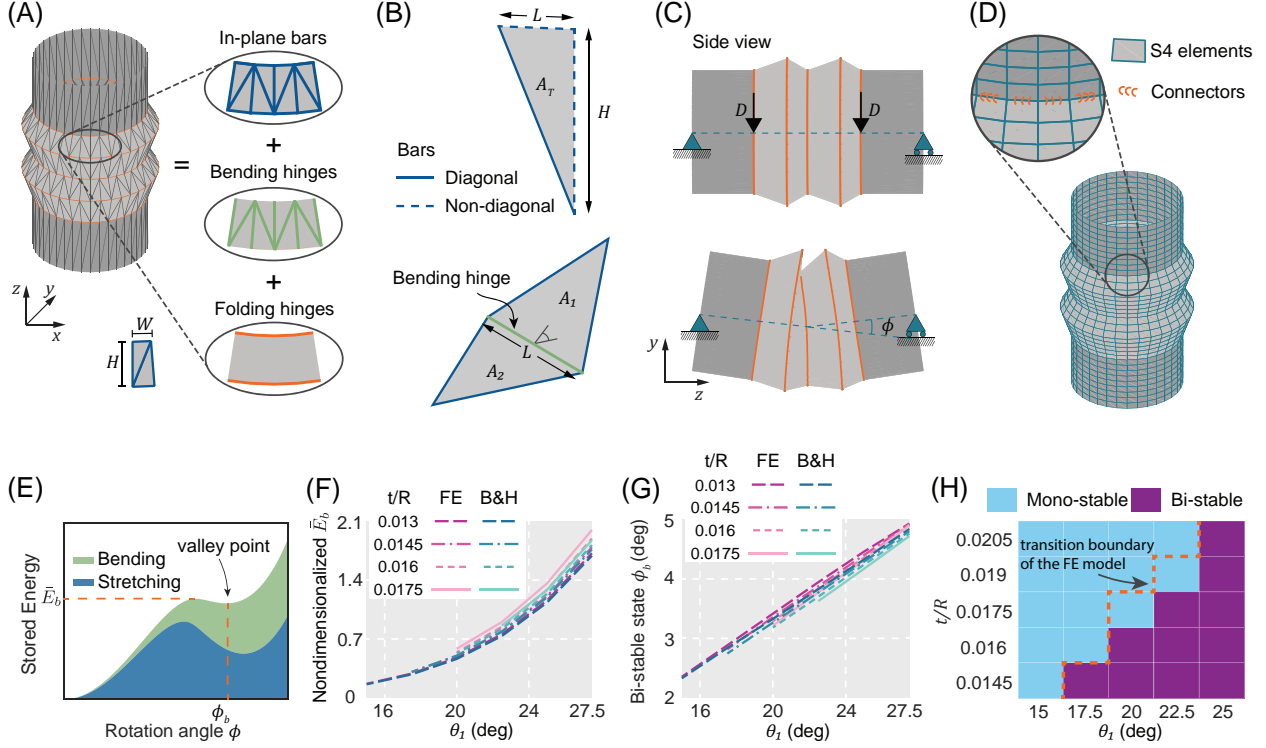 (A)
In-plane bars
+
Bending hinges
=
+
Folding hinges
z
y
x
W
H
(B)
L
A_T
H
Bars
Diagonal
Non-diagonal
Bending hinge
A_1
L
A_2
(C)
Side view
D
D
ϕ
y
z
(D)
S4 elements
Connectors
(E)
Stored Energy
Bending
Stretching
valley point
Ē_b
ϕ_b
Rotation angle ϕ
(F)
t/R FE B&H
0.013
0.0145
0.016
0.0175
Nondimensionalized Ē_b
2.1
1.4
0.7
0
16 20 24 27.5
θ_1 (deg)
(G)
t/R FE B&H
0.013
0.0145
0.016
0.0175
Bi-stable state ϕ_b (deg)
5
4
3
2
16 20 24 27.5
θ_1 (deg)
(H)
Mono-stable
Bi-stable
transition boundary
of the FE model
t/R
0.0205
0.019
0.0175
0.016
0.0145
15 17.5 20 22.5 25
θ_1 (deg)